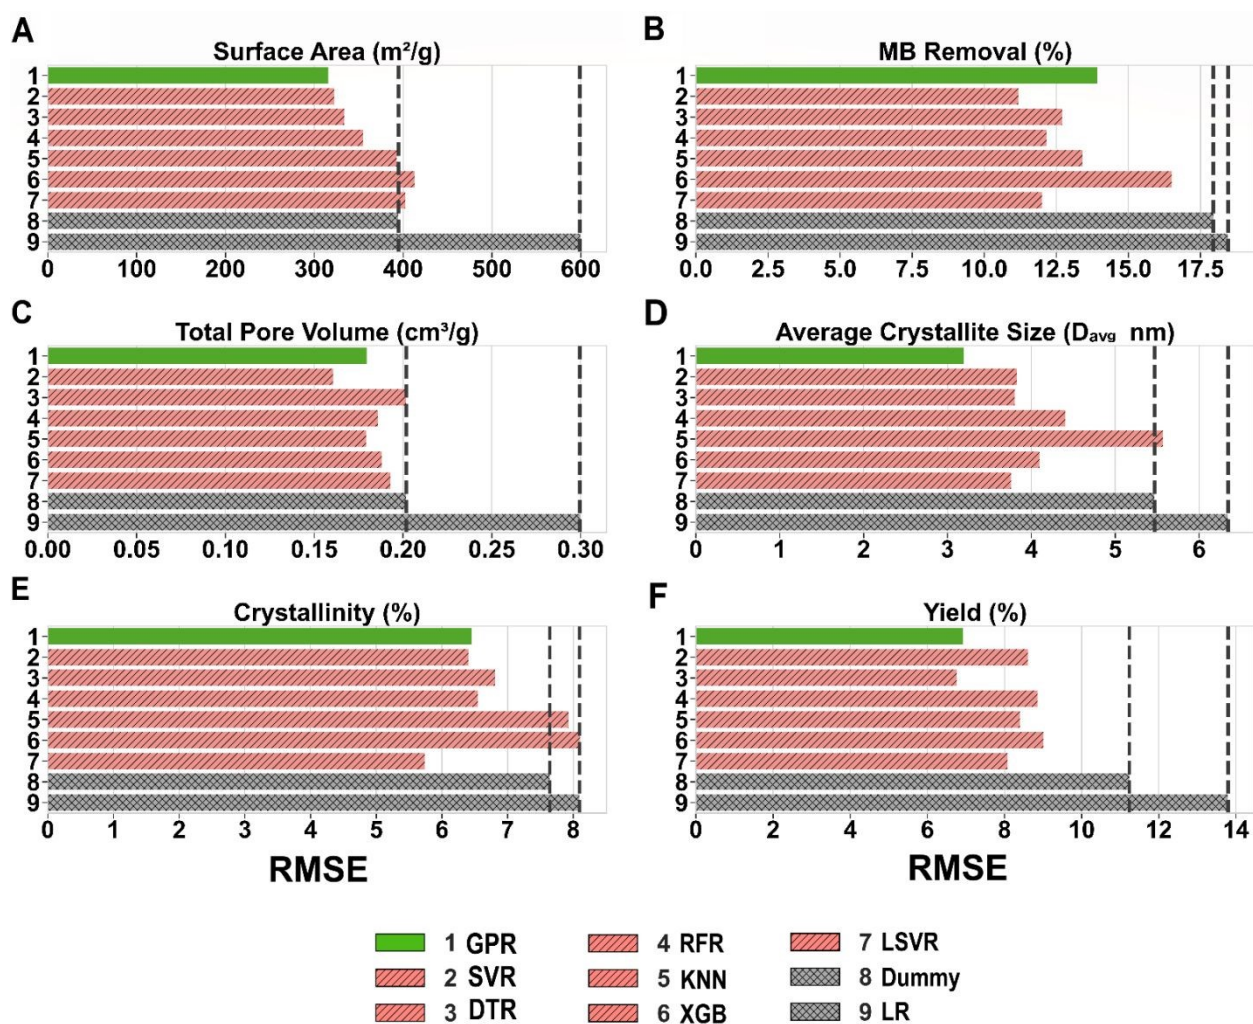 A
Surface Area (m²/g)
1
2
3
4
5
6
7
8
9
0 100 200 300 400 500 600
B
MB Removal (%)
1
2
3
4
5
6
7
8
9
0.0 2.5 5.0 7.5 10.0 12.5 15.0 17.5
C
Total Pore Volume (cm³/g)
1
2
3
4
5
6
7
8
9
0.00 0.05 0.10 0.15 0.20 0.25 0.30
D
Average Crystallite Size (Dₐᵥg nm)
1
2
3
4
5
6
7
8
9
0 1 2 3 4 5 6
E
Crystallinity (%)
1
2
3
4
5
6
7
8
9
0 1 2 3 4 5 6 7 8
RMSE
F
Yield (%)
1
2
3
4
5
6
7
8
9
0 2 4 6 8 10 12 14
RMSE
1 GPR 4 RFR 7 LSVR
2 SVR 5 KNN 8 Dummy
3 DTR 6 XGB 9 LR